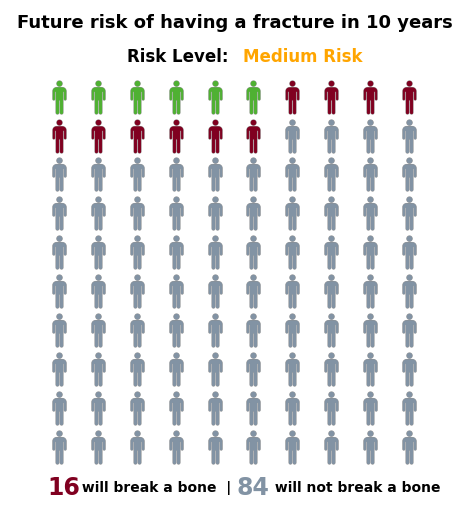 Future risk of having a fracture in 10 years
Risk Level: Medium Risk
16 will break a bone | 84 will not break a bone